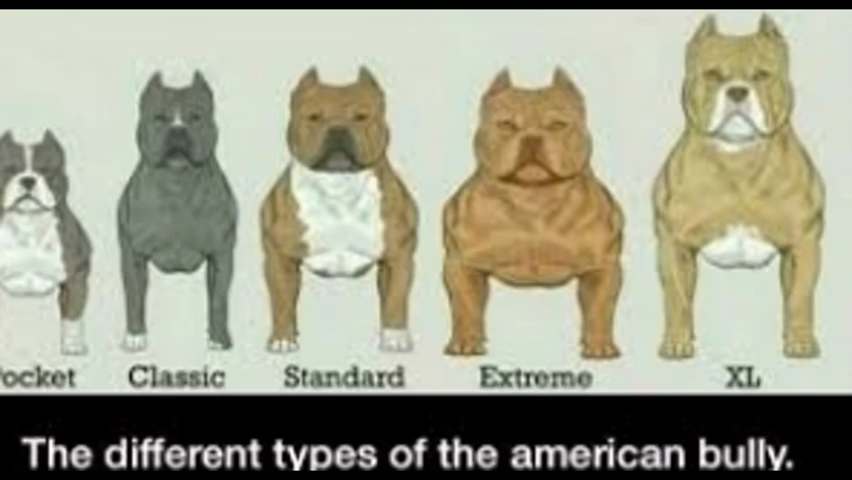 ocket Classic Standard Extreme XL
The different types of the american bully.